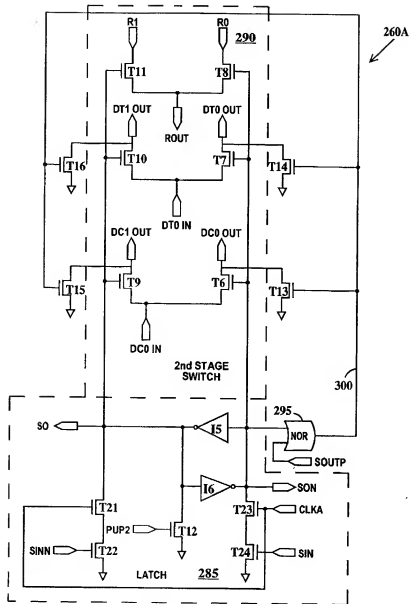 R1 R0
290
260A
T11 T8
ROUT
DT1 OUT DT0 OUT
T16 T10 T7 T14
DT0 IN
DC1 OUT DC0 OUT
T15 T9 T6 T13
DC0 IN
2nd STAGE
SWITCH
300
295
SO I5 NOR
SOUTP
I6 SON
T21 PUP2 T12 T23 CLKA
SINN T22 T24 SIN
LATCH 285